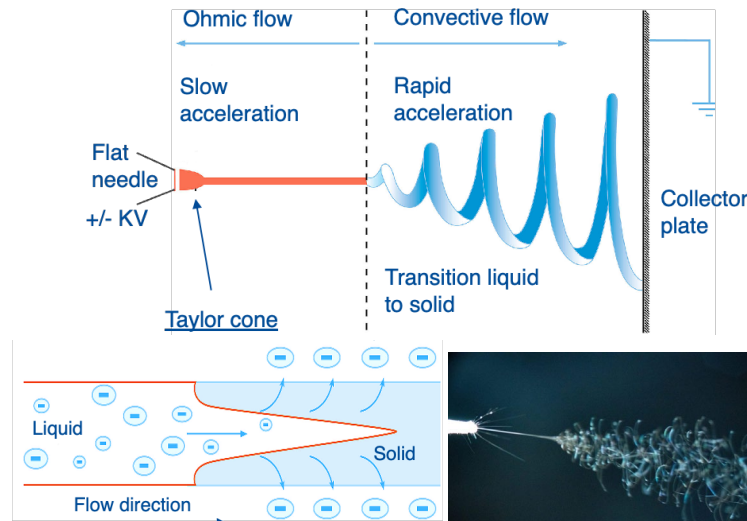 Ohmic flow
Convective flow
Slow
acceleration
Rapid
acceleration
Flat
needle
+/- KV
Collector
plate
Transition liquid
to solid
Taylor cone
Liquid
Solid
Flow direction